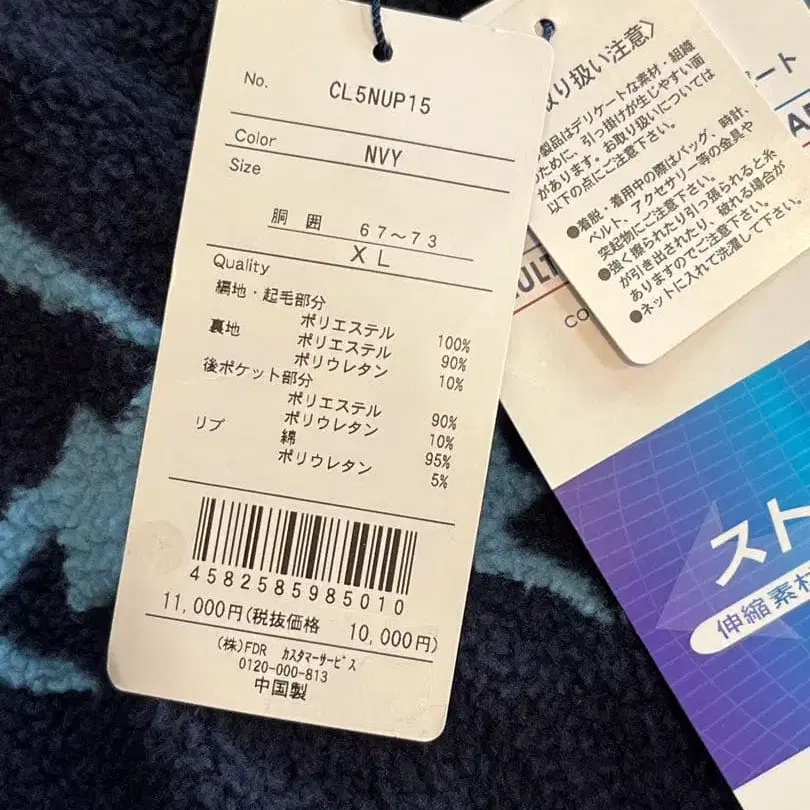 No. CL5NUP15
Color NVY
Size
胴 囲 67～73
XL
Quality
編地・起毛部分
ポリエステル 100%
裏地 ポリエステル 90%
ポリウレタン 10%
後ポケット部分
ポリエステル 90%
ポリウレタン 10%
リブ 綿 95%
ポリウレタン 5%
4582585985010
11,000円(税抜価格 10,000円)
(株)FDR ｶｽﾀﾏｰｻｰﾋﾞｽ
0120-000-813
中国製
取り扱い注意〉
製品はデリケートな素材・組織
のために、引っ掛けが生じやすい面
があります。お取り扱いについては
以下の点にご注意下さい。
●着脱・着用中の際はバッグ、時計、
ベルト、アクセサリー等の金具や
突起物にご注意下さい。
●強く擦られたり引っ張られると糸
が引き出されたり、破れる場合が
ありますのでご注意下さい。
●ネットに入れて洗濯して下さい。
ート
ULT
CO
スト
伸縮素材